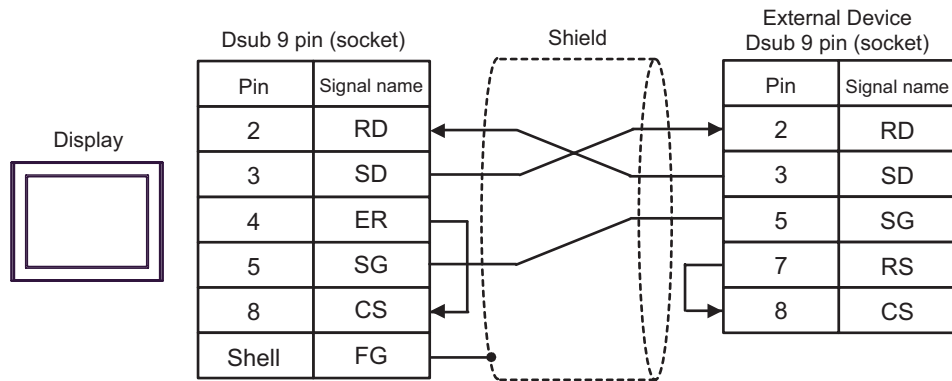 Display
Dsub 9 pin (socket)
Pin Signal name
2 RD
3 SD
4 ER
5 SG
8 CS
Shell FG
Shield
External Device
Dsub 9 pin (socket)
Pin Signal name
2 RD
3 SD
5 SG
7 RS
8 CS